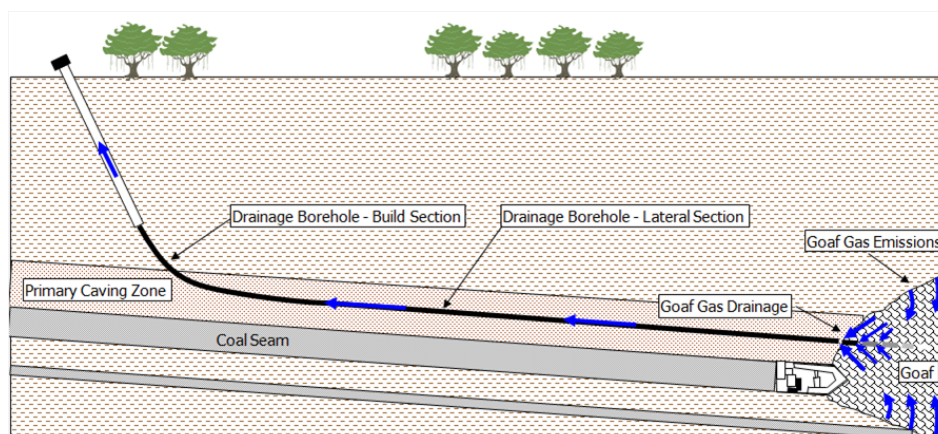 Drainage Borehole - Build Section
Drainage Borehole - Lateral Section
Goaf Gas Emissions
Primary Caving Zone
Goaf Gas Drainage
Coal Seam
Goaf